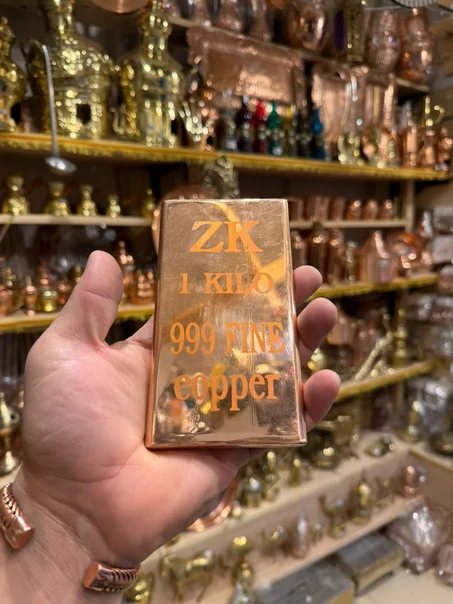 ZK
1 KILO
999 FINE
copper